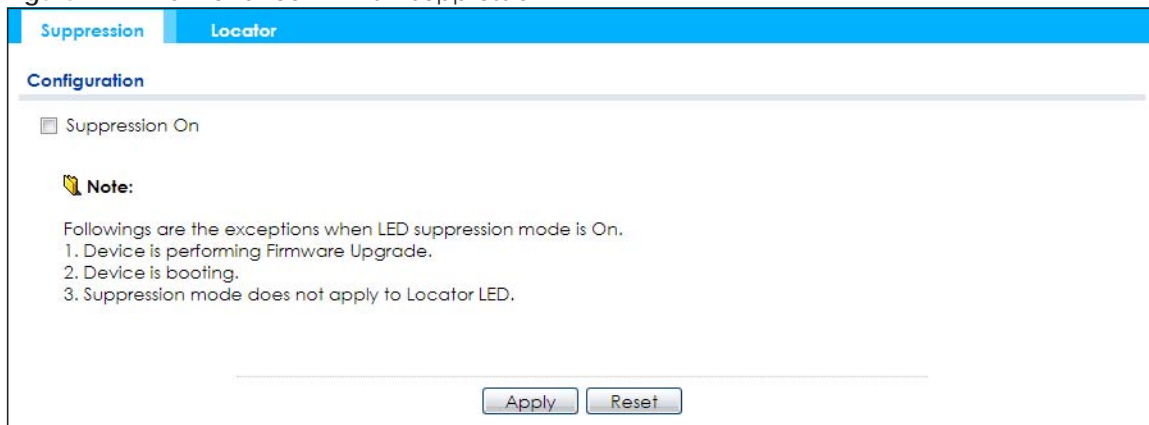 Suppression Locator
Configuration
Suppression On
Note:
Followings are the exceptions when LED suppression mode is On.
1. Device is performing Firmware Upgrade.
2. Device is booting.
3. Suppression mode does not apply to Locator LED.
Apply Reset